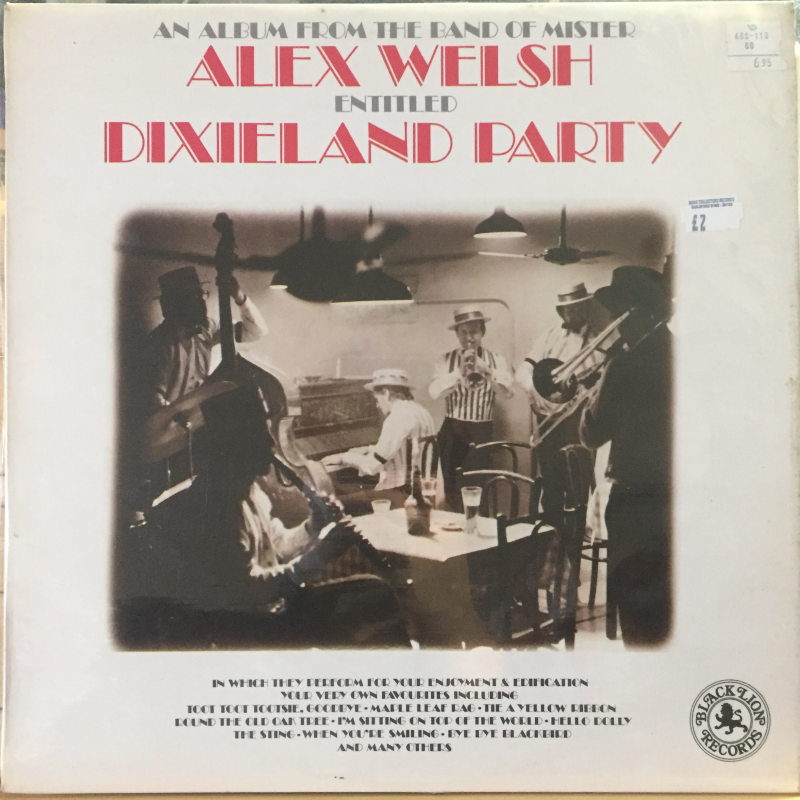 AN ALBUM FROM THE BAND OF MISTER
ALEX WELSH
ENTITLED
DIXIELAND PARTY
6.95
£2
IN WHICH THEY PERFORM FOR YOUR ENJOYMENT & EDIFICATION
YOUR VERY OWN FAVOURITES INCLUDING
TOOT TOOT TOOTSIE, GOODBYE · MAPLE LEAF RAG · TIE A YELLOW RIBBON
ROUND THE OLD OAK TREE · I'M SITTING ON TOP OF THE WORLD · HELLO DOLLY
THE STING · WHEN YOU'RE SMILING · BYE BYE BLACKBIRD
AND MANY OTHERS
BLACK LION
RECORDS